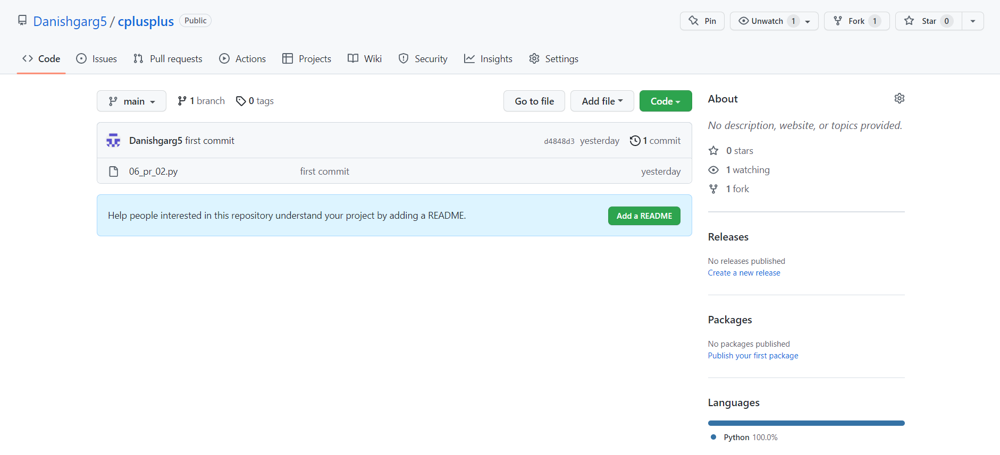 Danishgarg5 / cplusplus Public
Pin Unwatch 1 Fork 1 Star 0
Code Issues Pull requests Actions Projects Wiki Security Insights Settings
main 1 branch 0 tags Go to file Add file Code
Danishgarg5 first commit d4848d3 yesterday 1 commit
06_pr_02.py first commit yesterday
Help people interested in this repository understand your project by adding a README. Add a README
About
No description, website, or topics provided.
0 stars
1 watching
1 fork
Releases
No releases published
Create a new release
Packages
No packages published
Publish your first package
Languages
Python 100.0%